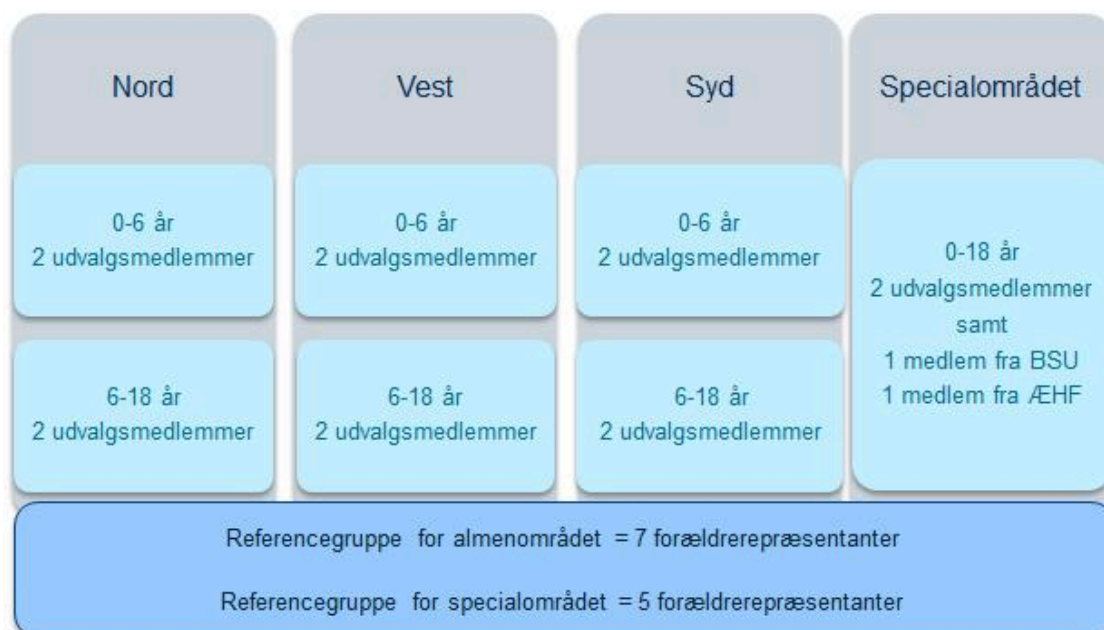 Nord
0-6 år
2 udvalgsmedlemmer
6-18 år
2 udvalgsmedlemmer
Vest
0-6 år
2 udvalgsmedlemmer
6-18 år
2 udvalgsmedlemmer
Syd
0-6 år
2 udvalgsmedlemmer
6-18 år
2 udvalgsmedlemmer
Specialområdet
0-18 år
2 udvalgsmedlemmer
samt
1 medlem fra BSU
1 medlem fra ÆHF
Referencegruppe for almenområdet = 7 forældrerepræsentanter
Referencegruppe for specialområdet = 5 forældrerepræsentanter